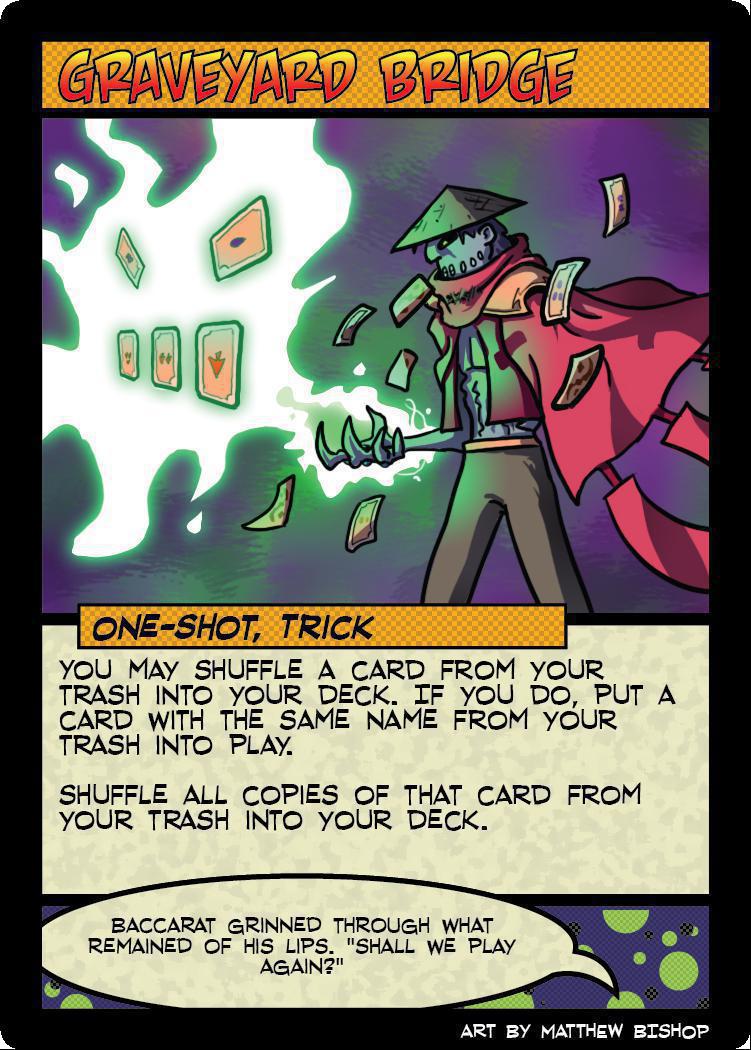 GRAVEYARD BRIDGE
ONE-SHOT, TRICK
YOU MAY SHUFFLE A CARD FROM YOUR
TRASH INTO YOUR DECK. IF YOU DO, PUT A
CARD WITH THE SAME NAME FROM YOUR
TRASH INTO PLAY.
SHUFFLE ALL COPIES OF THAT CARD FROM
YOUR TRASH INTO YOUR DECK.
BACCARAT GRINNED THROUGH WHAT
REMAINED OF HIS LIPS. "SHALL WE PLAY
AGAIN?"
ART BY MATTHEW BISHOP